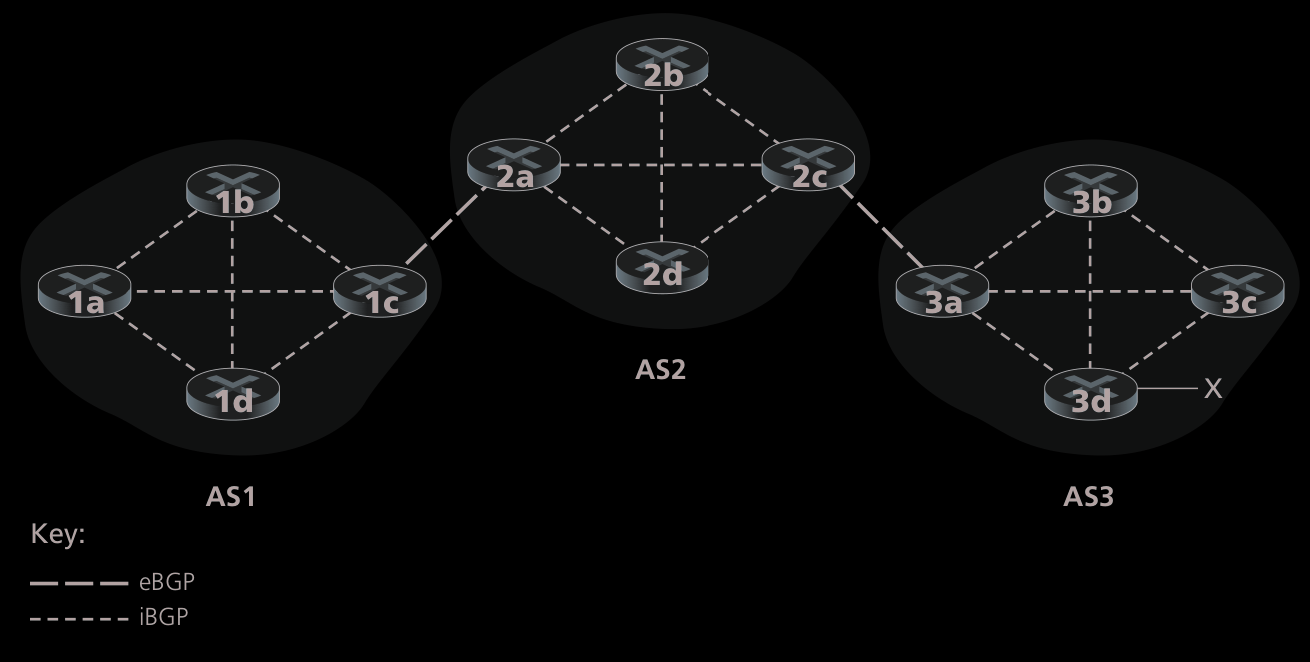 2b
2a
2c
2d
AS2
1b
1a
1c
1d
AS1
3b
3a
3c
3d
X
AS3
Key:
eBGP
iBGP